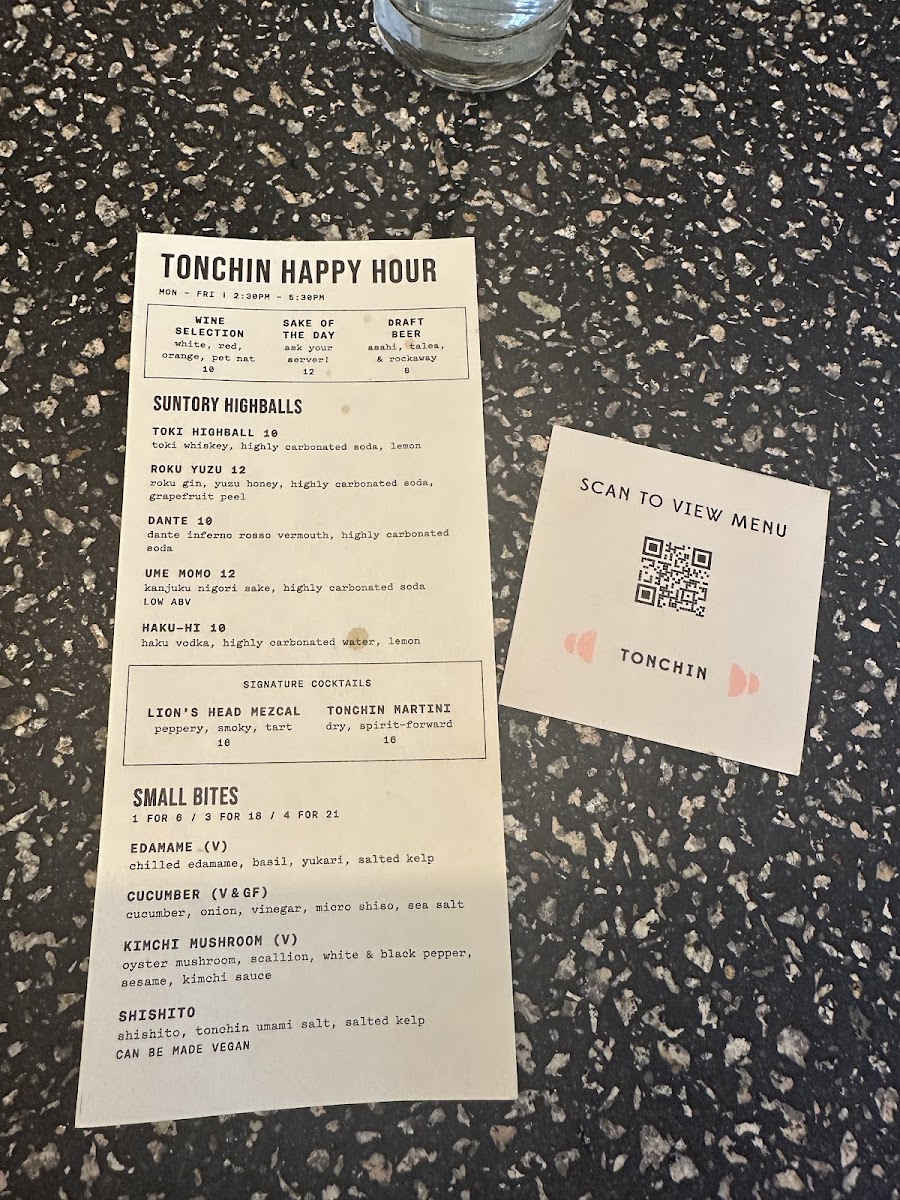 TONCHIN HAPPY HOUR
MON - FRI | 2:30PM - 5:30PM
WINE
SELECTION
white, red,
orange, pet nat
10
SAKE OF
THE DAY
ask your
server!
12
DRAFT
BEER
asahi, talea,
& rockaway
8
SUNTORY HIGHBALLS
TOKI HIGHBALL 10
toki whiskey, highly carbonated soda, lemon
ROKU YUZU 12
roku gin, yuzu honey, highly carbonated soda,
grapefruit peel
DANTE 10
dante inferno rosso vermouth, highly carbonated
soda
UME MOMO 12
kanjuku nigori sake, highly carbonated soda
LOW ABV
HAKU-HI 10
haku vodka, highly carbonated water, lemon
SIGNATURE COCKTAILS
LION'S HEAD MEZCAL
peppery, smoky, tart
16
TONCHIN MARTINI
dry, spirit-forward
16
SMALL BITES
1 FOR 6 / 3 FOR 18 / 4 FOR 21
EDAMAME (V)
chilled edamame, basil, yukari, salted kelp
CUCUMBER (V & GF)
cucumber, onion, vinegar, micro shiso, sea salt
KIMCHI MUSHROOM (V)
oyster mushroom, scallion, white & black pepper,
sesame, kimchi sauce
SHISHITO
shishito, tonchin umami salt, salted kelp
CAN BE MADE VEGAN
SCAN TO VIEW MENU
TONCHIN